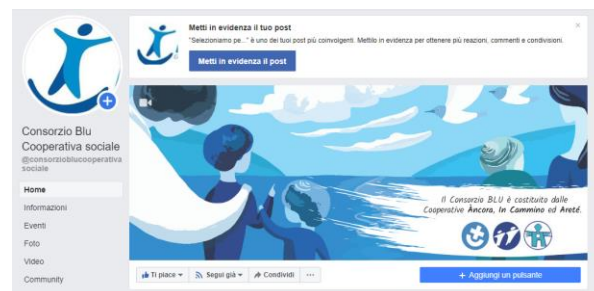 Metti in evidenza il tuo post
"Selezioniamo pe..." è uno dei tuoi post più coinvolgenti. Mettilo in evidenza per ottenere più reazioni, commenti e condivisioni.
Metti in evidenza il post
Consorzio Blu
Cooperativa sociale
@consorzioblucooperativa
sociale
Home
Informazioni
Eventi
Foto
Video
Community
Il Consorzio BLU è costituito dalle
Cooperative Àncora, In Cammino ed Areté.
Ti piace
Segui già
Condividi
...
+ Aggiungi un pulsante